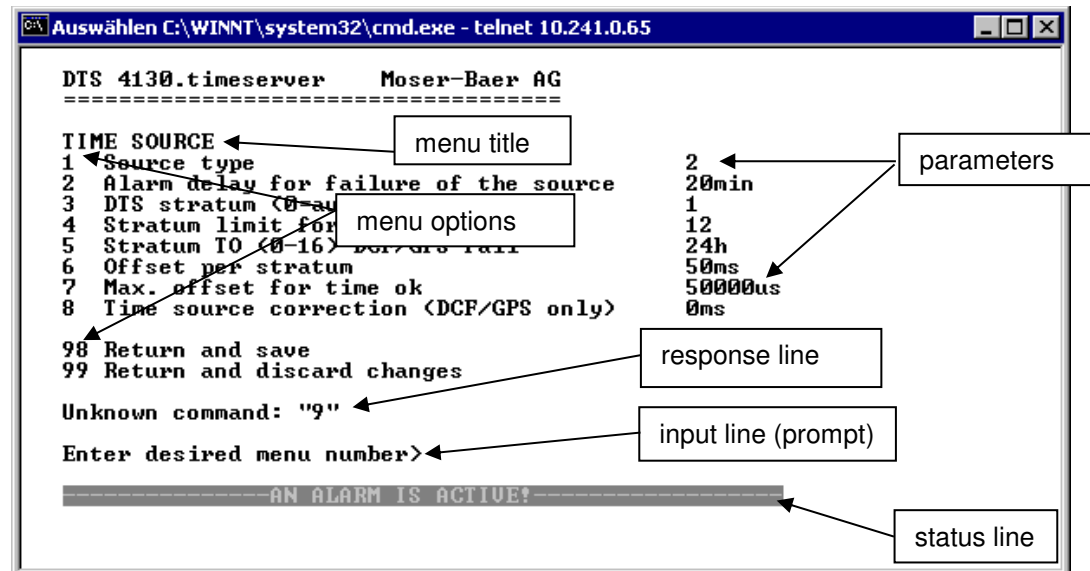 Auswählen C:\WINNT\system32\cmd.exe - telnet 10.241.0.65
DTS 4130.timeserver Moser-Baer AG
====================================
TIME SOURCE
menu title
1 Source type 2
parameters
2 Alarm delay for failure of the source 20min
3 DTS stratum (0=au 1
menu options
4 Stratum limit for 12
5 Stratum TO (0-16) 24h
6 Offset per stratum 50ms
7 Max. offset for time ok 50000us
8 Time source correction (DCF/GPS only) 0ms
98 Return and save
response line
99 Return and discard changes
Unknown command: "9"
input line (prompt)
Enter desired menu number>
---------------AN ALARM IS ACTIVE!-------------------
status line